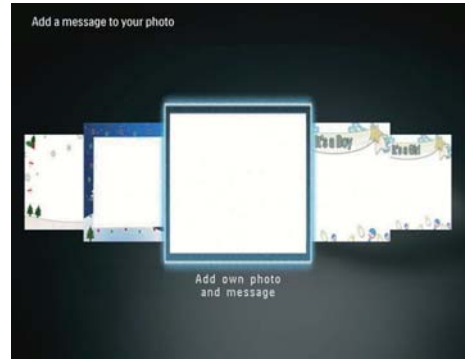 Add a message to your photo
It's a Boy
It's a Girl
Add own photo
and message